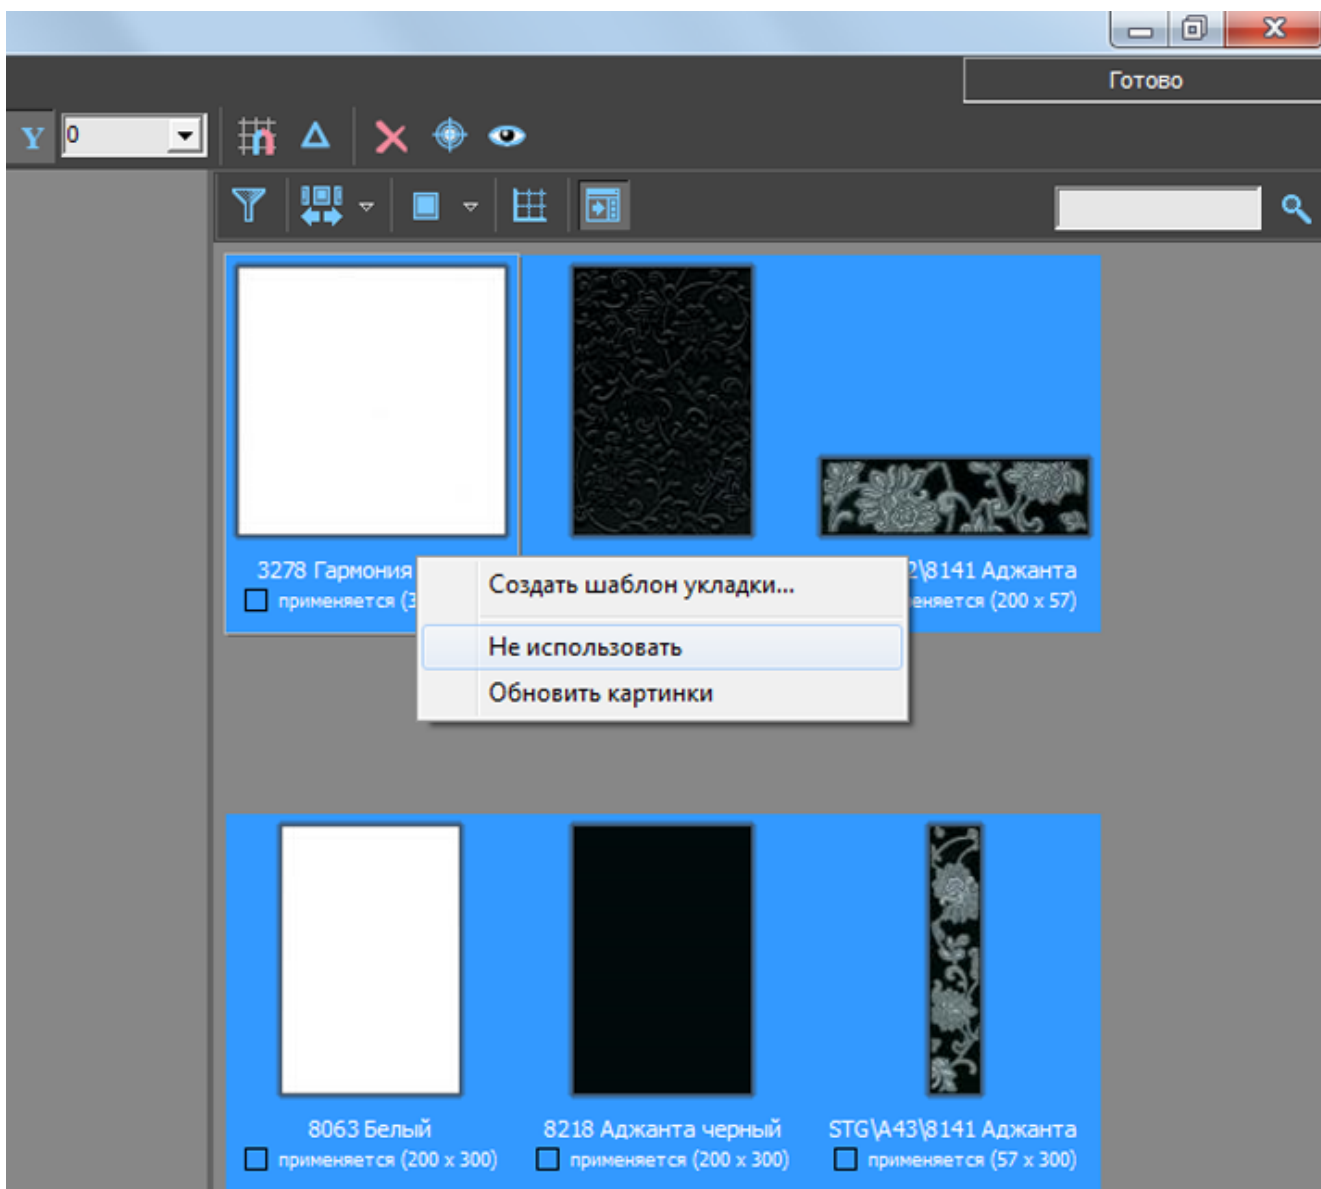 Готово
Y 0
3278 Гармония
2\8141 Аджанта
применяется (3
еняется (200 x 57)
Создать шаблон укладки...
Не использовать
Обновить картинки
8063 Белый
8218 Аджанта черный
STG\A43\8141 Аджанта
применяется (200 x 300)
применяется (200 x 300)
применяется (57 x 300)